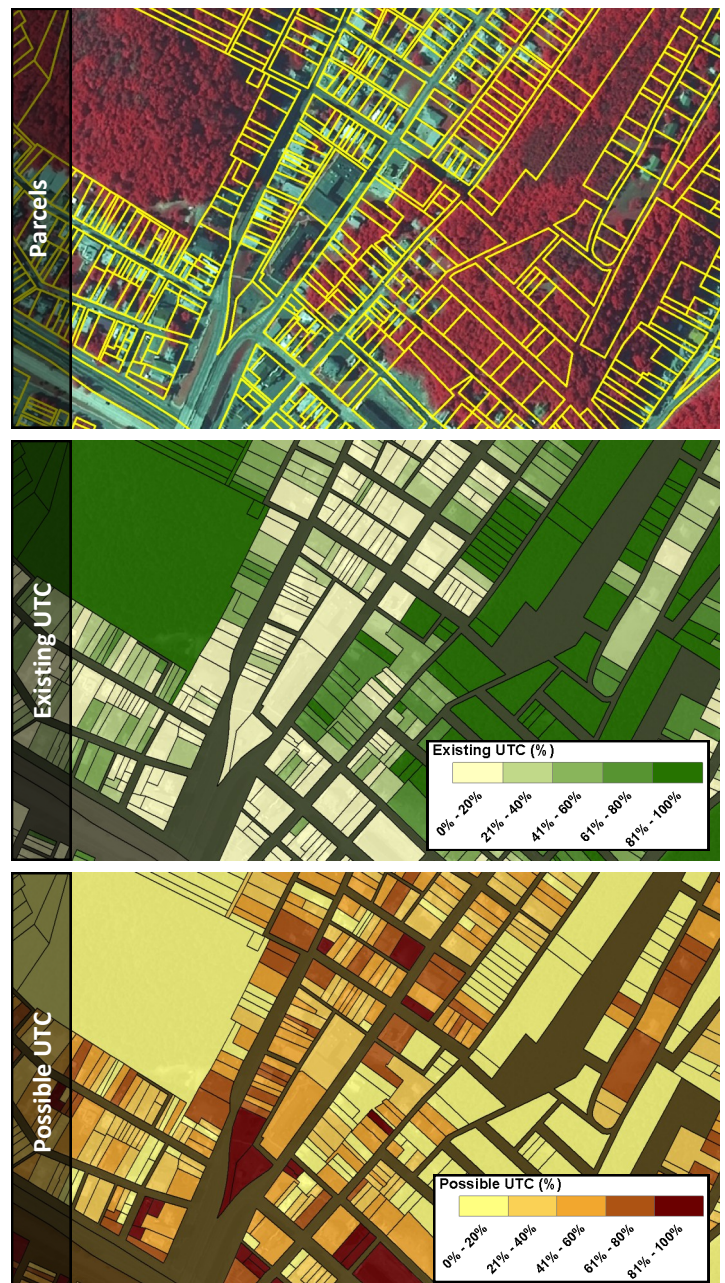 Parcels
Existing UTC
Existing UTC (%)
0% - 20%
21% - 40%
41% - 60%
61% - 80%
81% - 100%
Possible UTC
Possible UTC (%)
0% - 20%
21% - 40%
41% - 60%
61% - 80%
81% - 100%